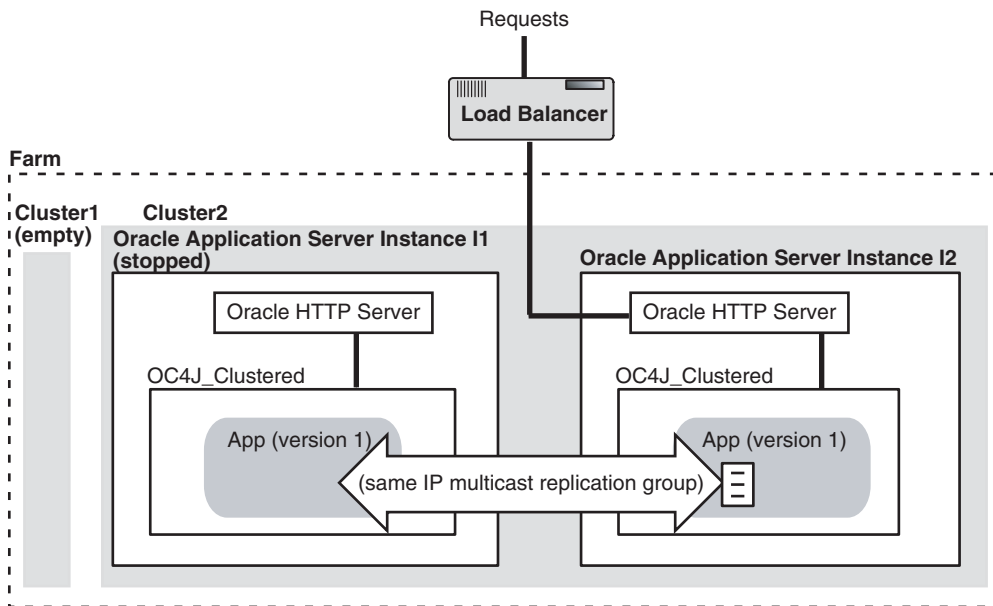 Requests
Load Balancer
Farm
Cluster1
(empty)
Cluster2
Oracle Application Server Instance I1
(stopped)
Oracle HTTP Server
OC4J_Clustered
App (version 1)
Oracle Application Server Instance I2
Oracle HTTP Server
OC4J_Clustered
App (version 1)
(same IP multicast replication group)